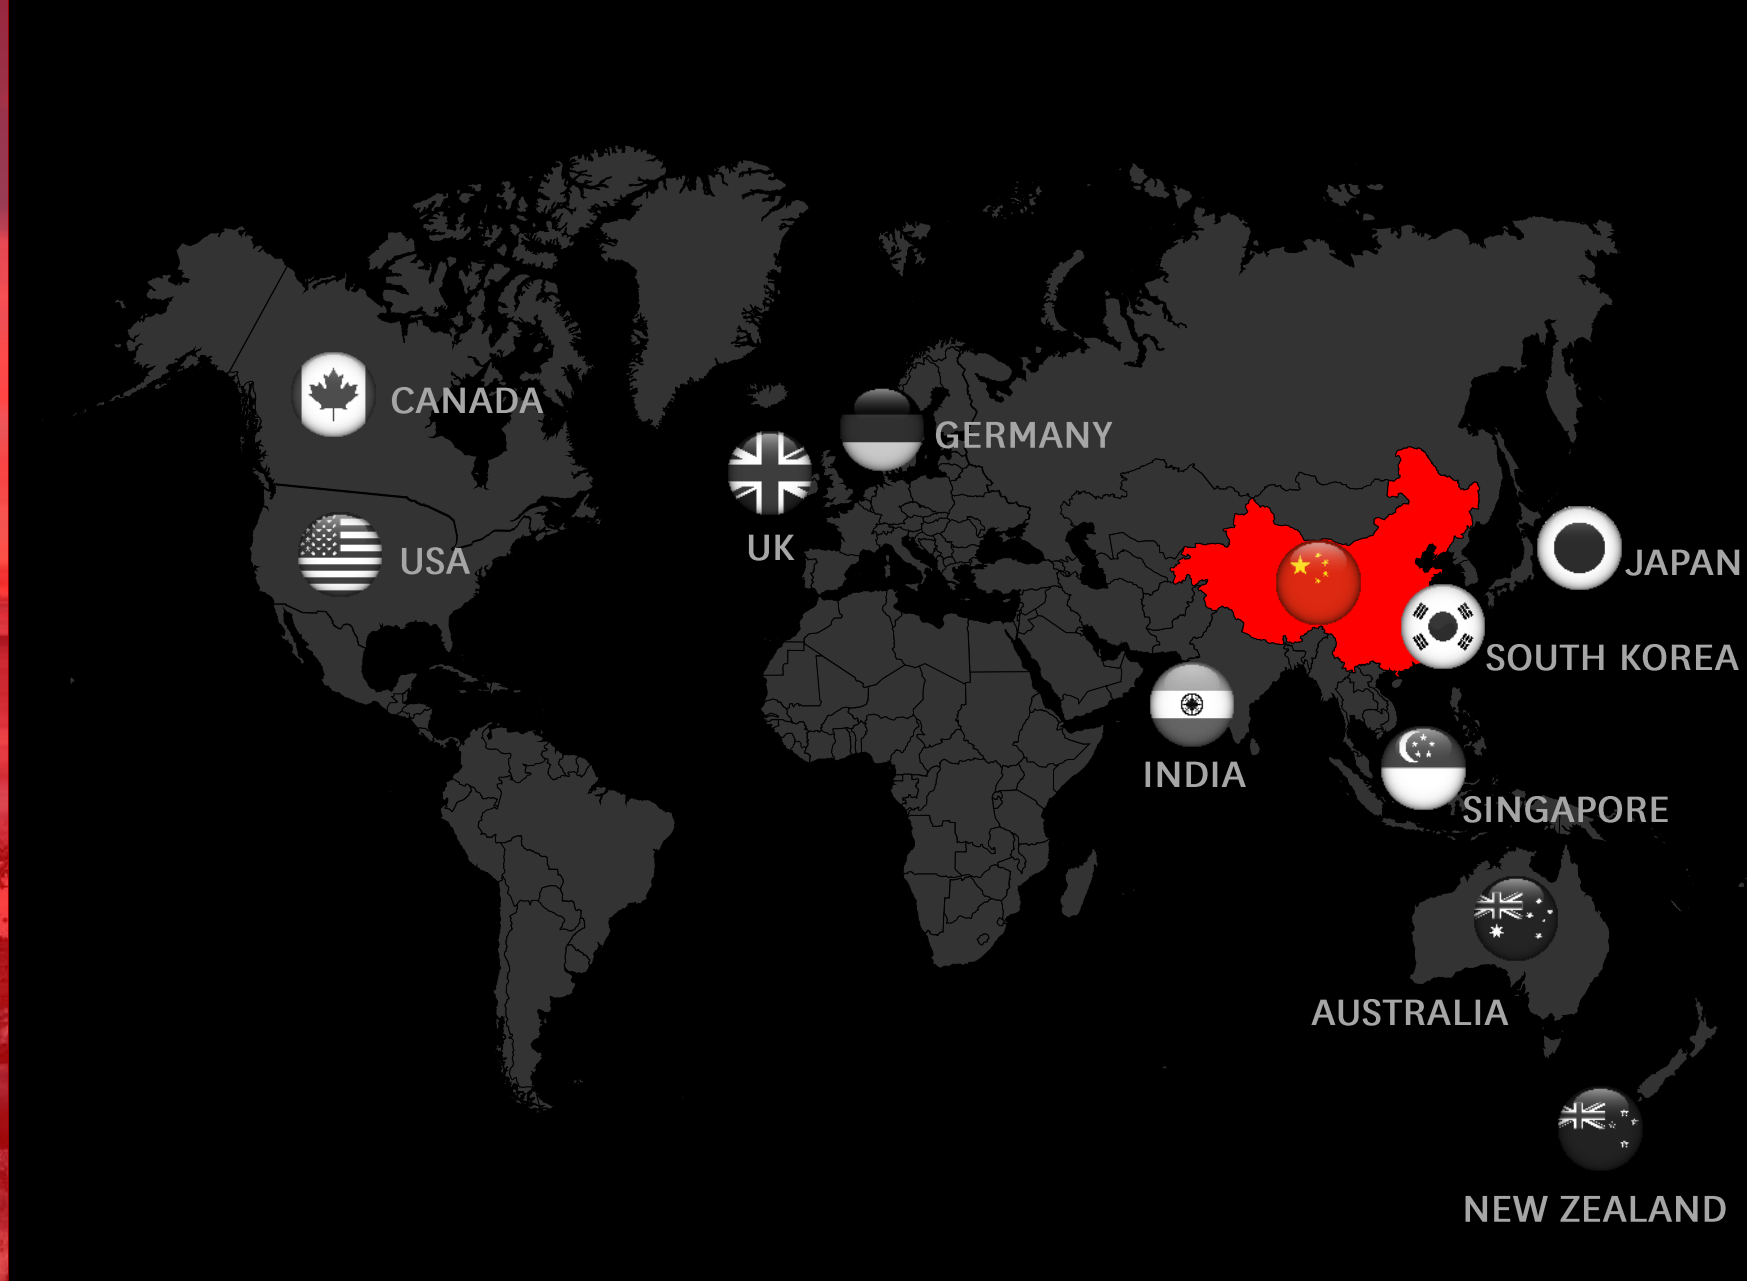 CANADA
GERMANY
UK
USA
JAPAN
SOUTH KOREA
INDIA
SINGAPORE
AUSTRALIA
NEW ZEALAND